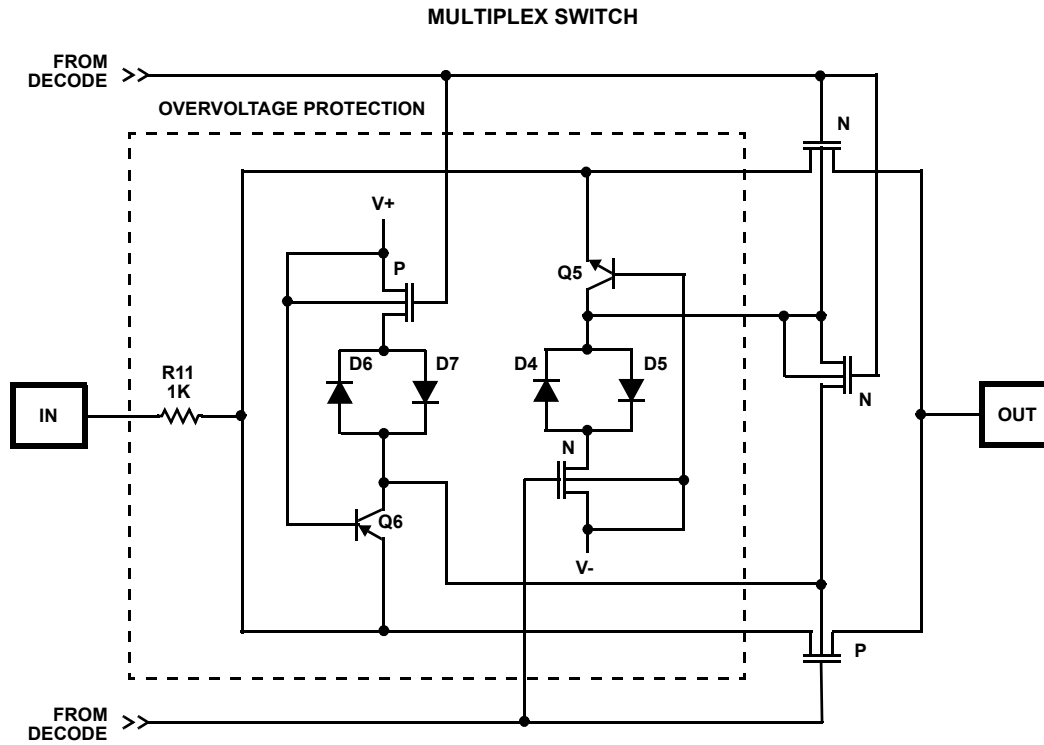 MULTIPLEX SWITCH
FROM
DECODE
OVERVOLTAGE PROTECTION
N
V+
P
Q5
D6
D7
D4
D5
R11
1K
IN
N
OUT
N
Q6
V-
P
FROM
DECODE